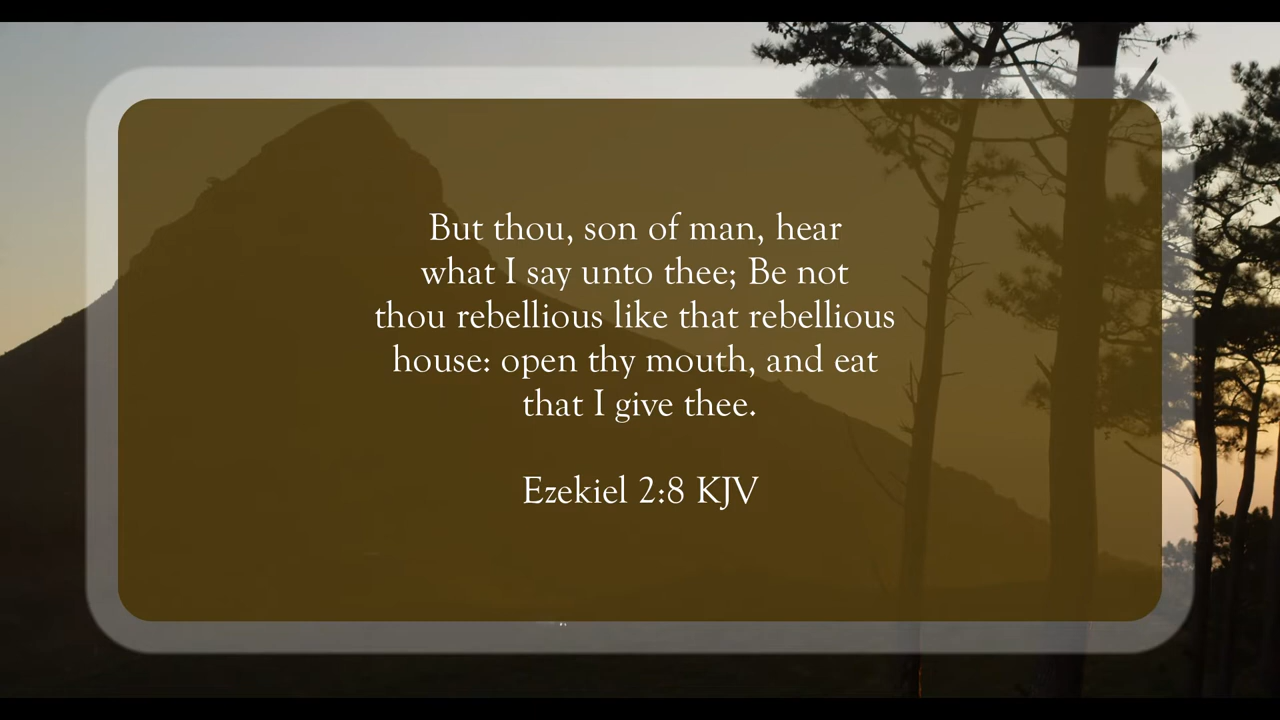 But thou, son of man, hear
what I say unto thee; Be not
thou rebellious like that rebellious
house: open thy mouth, and eat
that I give thee.
Ezekiel 2:8 KJV